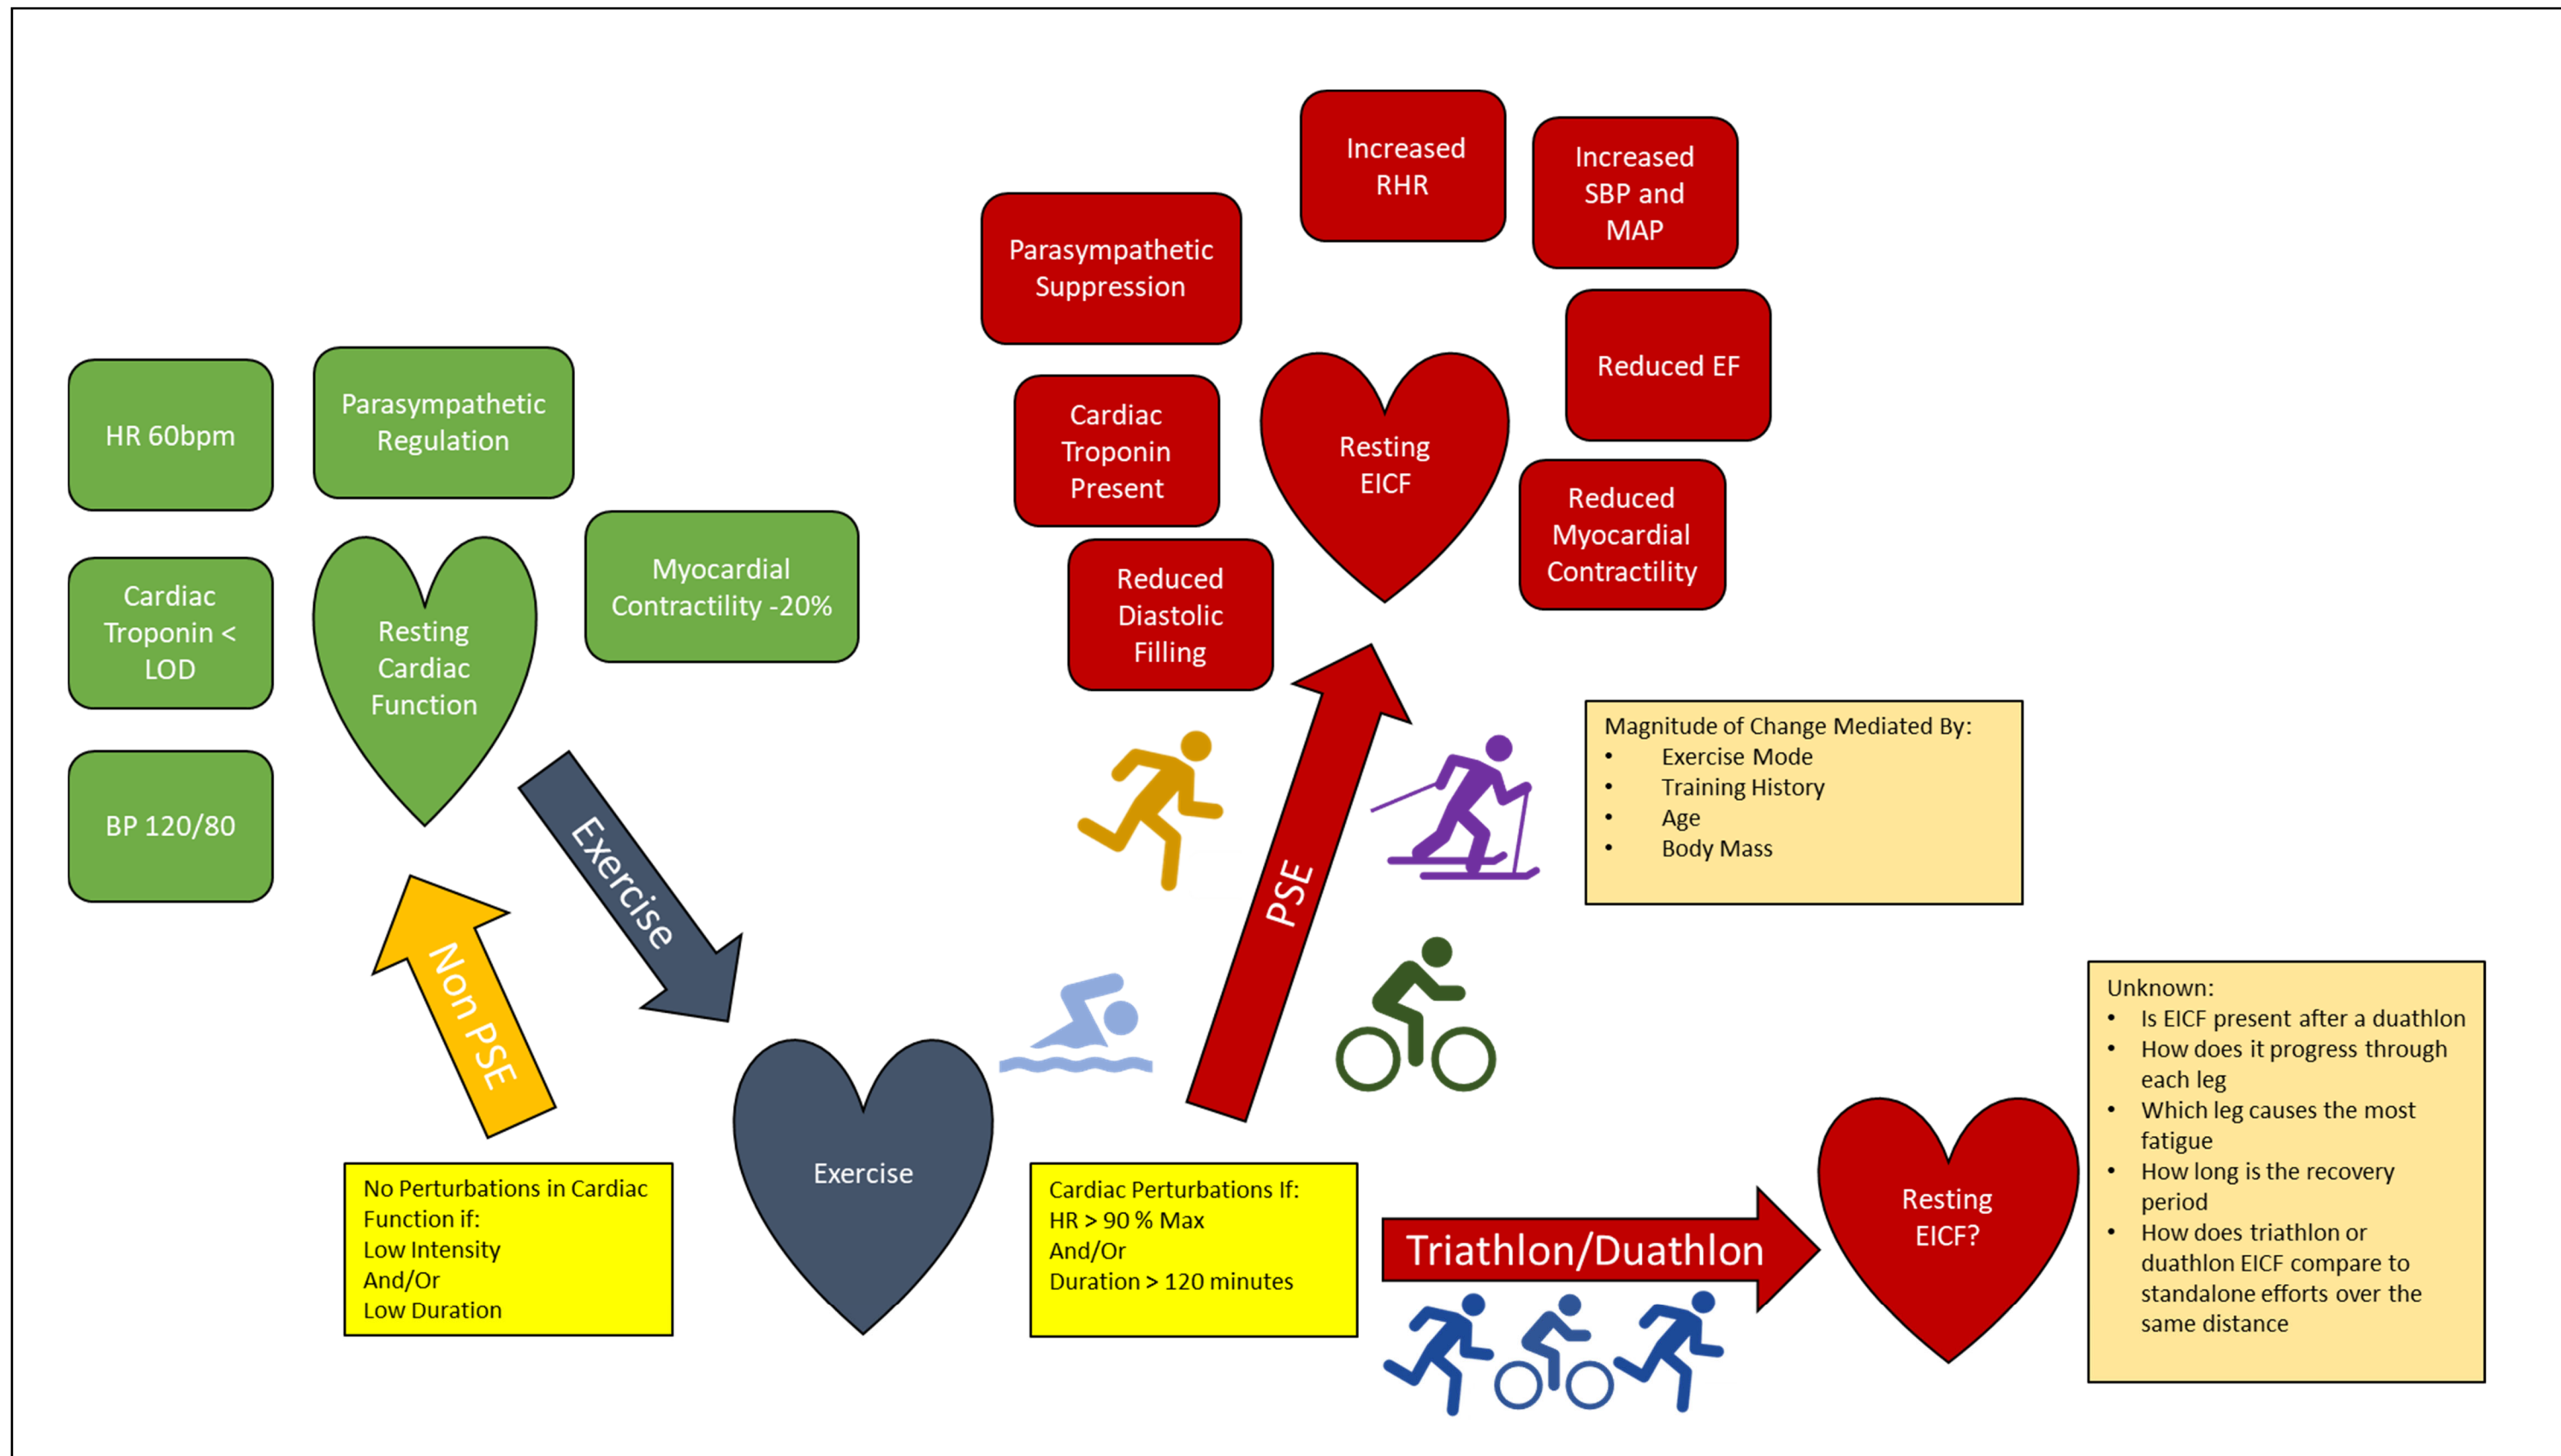 HR 60bpm
Parasympathetic
Regulation
Cardiac
Troponin <
LOD
Resting
Cardiac
Function
Myocardial
Contractility -20%
BP 120/80
Exercise
Non PSE
No Perturbations in Cardiac
Function if:
Low Intensity
And/Or
Low Duration
Exercise
Parasympathetic
Suppression
Increased
RHR
Increased
SBP and
MAP
Cardiac
Troponin
Present
Resting
EICF
Reduced EF
Reduced
Diastolic
Filling
Reduced
Myocardial
Contractility
PSE
Magnitude of Change Mediated By:
• Exercise Mode
• Training History
• Age
• Body Mass
Cardiac Perturbations If:
HR > 90 % Max
And/Or
Duration > 120 minutes
Triathlon/Duathlon
Resting
EICF?
Unknown:
• Is EICF present after a duathlon
• How does it progress through
each leg
• Which leg causes the most
fatigue
• How long is the recovery
period
• How does triathlon or
duathlon EICF compare to
standalone efforts over the
same distance